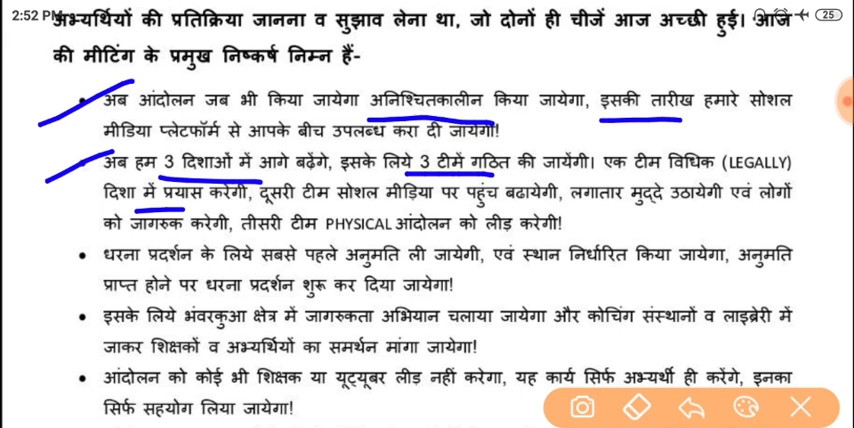 2:52 PM
अभ्यर्थियों की प्रतिक्रिया जानना व सुझाव लेना था, जो दोनों ही चीजें आज अच्छी हुई। आज 25
की मीटिंग के प्रमुख निष्कर्ष निम्न हैं-
• अब आंदोलन जब भी किया जायेगा अनिश्चितकालीन किया जायेगा, इसकी तारीख हमारे सोशल
मीडिया प्लेटफॉर्म से आपके बीच उपलब्ध करा दी जायेगी!
• अब हम 3 दिशाओं में आगे बढ़ेंगे, इसके लिये 3 टीमें गठित की जायेंगी। एक टीम विधिक (LEGALLY)
दिशा में प्रयास करेगी, दूसरी टीम सोशल मीडिया पर पहुंच बढायेगी, लगातार मुद्दे उठायेगी एवं लोगों
को जागरुक करेगी, तीसरी टीम PHYSICAL आंदोलन को लीड़ करेगी!
• धरना प्रदर्शन के लिये सबसे पहले अनुमति ली जायेगी, एवं स्थान निर्धारित किया जायेगा, अनुमति
प्राप्त होने पर धरना प्रदर्शन शुरू कर दिया जायेगा!
• इसके लिये भंवरकुआ क्षेत्र में जागरुकता अभियान चलाया जायेगा और कोचिंग संस्थानों व लाइब्रेरी में
जाकर शिक्षकों व अभ्यर्थियों का समर्थन मांगा जायेगा!
• आंदोलन को कोई भी शिक्षक या यूट्यूबर लीड़ नहीं करेगा, यह कार्य सिर्फ अभ्यर्थी ही करेंगे, इनका
सिर्फ सहयोग लिया जायेगा!